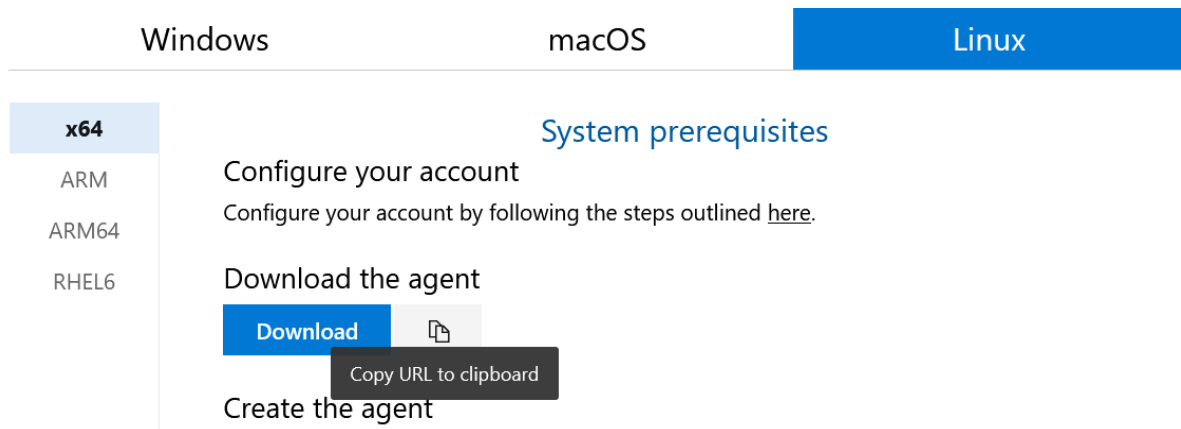 Windows
macOS
Linux
x64
ARM
ARM64
RHEL6
System prerequisites
Configure your account
Configure your account by following the steps outlined here.
Download the agent
Download
Copy URL to clipboard
Create the agent